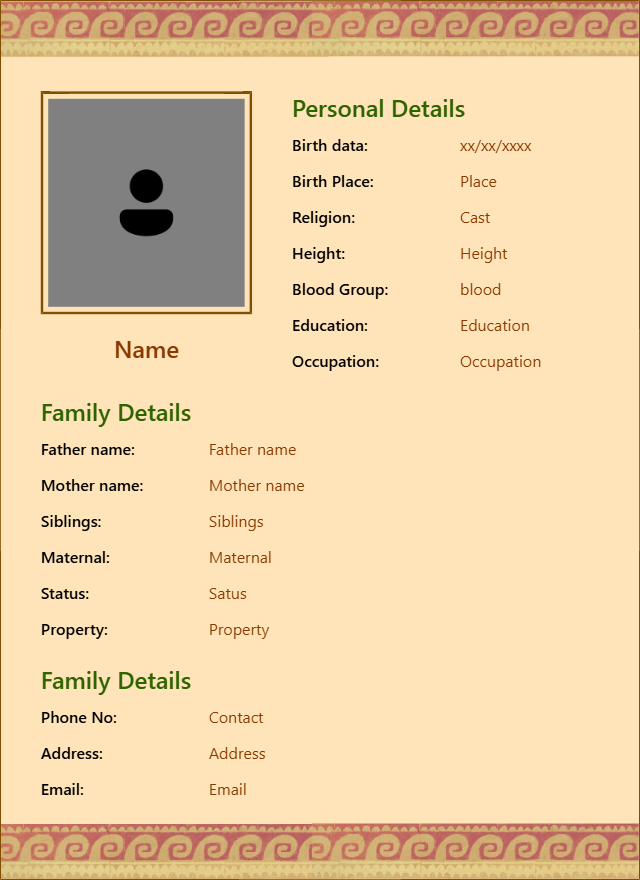 Personal Details
Birth data: xx/xx/xxxx
Birth Place: Place
Religion: Cast
Height: Height
Blood Group: blood
Education: Education
Occupation: Occupation
Name
Family Details
Father name: Father name
Mother name: Mother name
Siblings: Siblings
Maternal: Maternal
Status: Satus
Property: Property
Family Details
Phone No: Contact
Address: Address
Email: Email